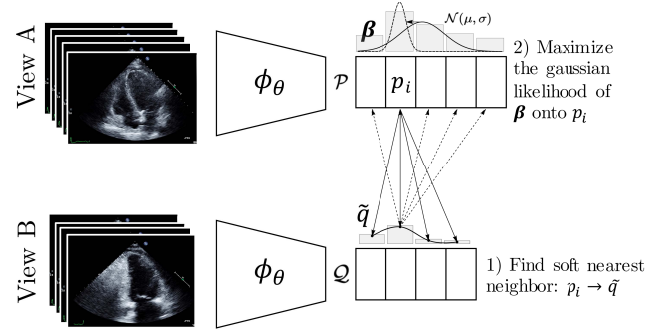 View A
ϕθ
𝒫
β
𝒩(μ, σ)
pᵢ
2) Maximize
the gaussian
likelihood of
β onto pᵢ
View B
ϕθ
𝒬
q̃
1) Find soft nearest
neighbor: pᵢ → q̃